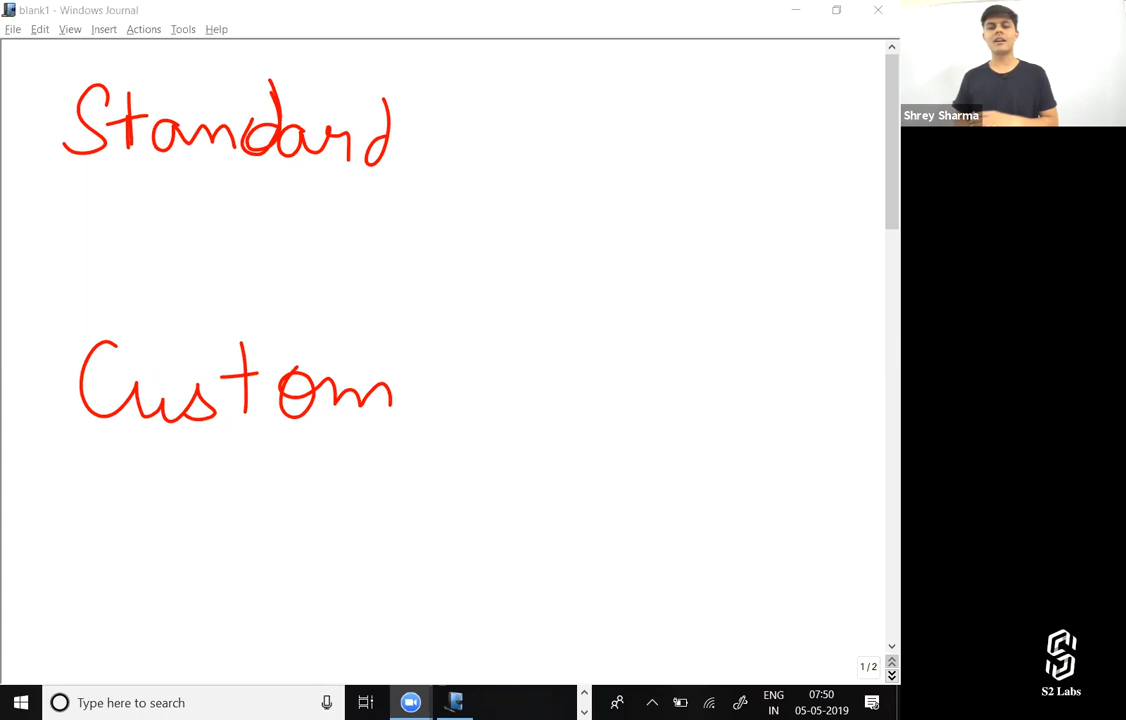 blank1 - Windows Journal
File Edit View Insert Actions Tools Help
Standard
Custom
Shrey Sharma
1 / 2
S2 Labs
Type here to search
ENG
IN
07:50
05-05-2019